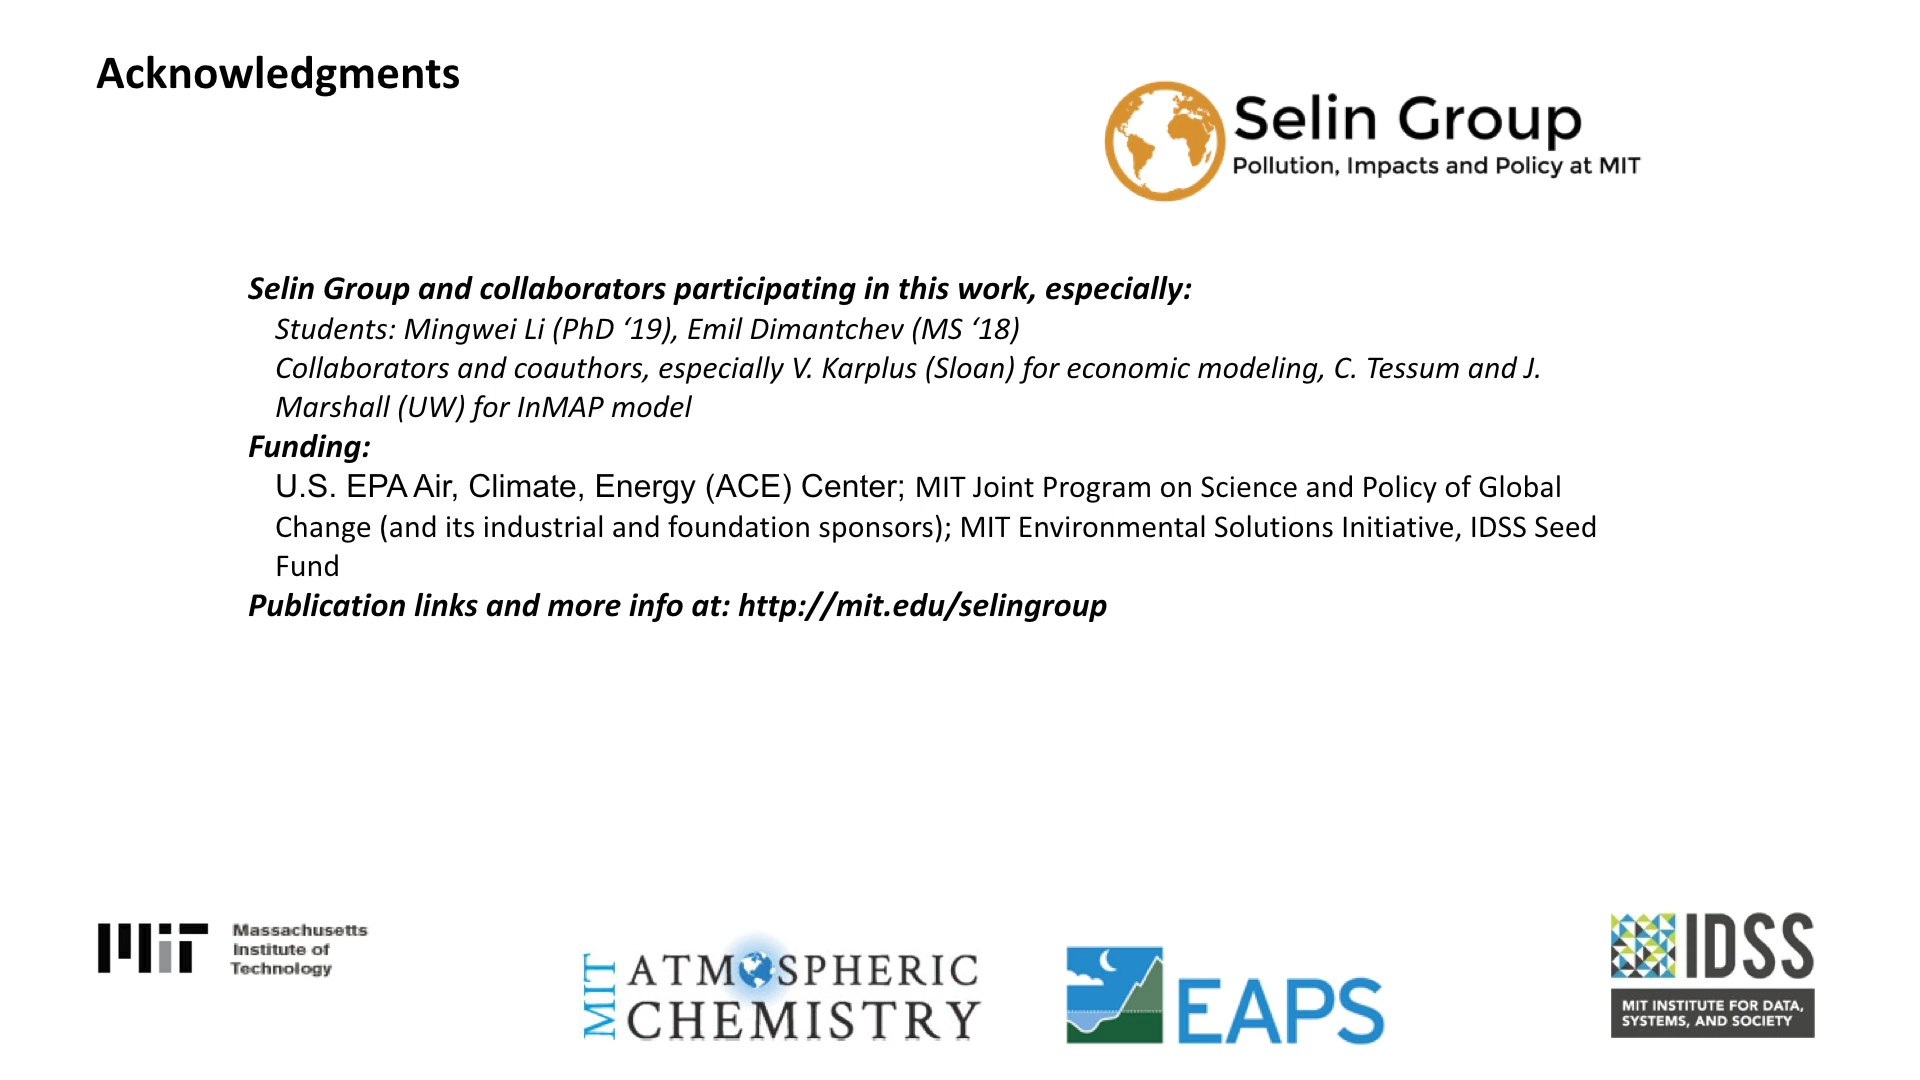 Acknowledgments
Selin Group
Pollution, Impacts and Policy at MIT
Selin Group and collaborators participating in this work, especially:
Students: Mingwei Li (PhD ‘19), Emil Dimantchev (MS ‘18)
Collaborators and coauthors, especially V. Karplus (Sloan) for economic modeling, C. Tessum and J.
Marshall (UW) for InMAP model
Funding:
U.S. EPA Air, Climate, Energy (ACE) Center; MIT Joint Program on Science and Policy of Global
Change (and its industrial and foundation sponsors); MIT Environmental Solutions Initiative, IDSS Seed
Fund
Publication links and more info at: http://mit.edu/selingroup
MIT
Massachusetts
Institute of
Technology
MIT
ATMOSPHERIC
CHEMISTRY
EAPS
IDSS
MIT INSTITUTE FOR DATA,
SYSTEMS, AND SOCIETY